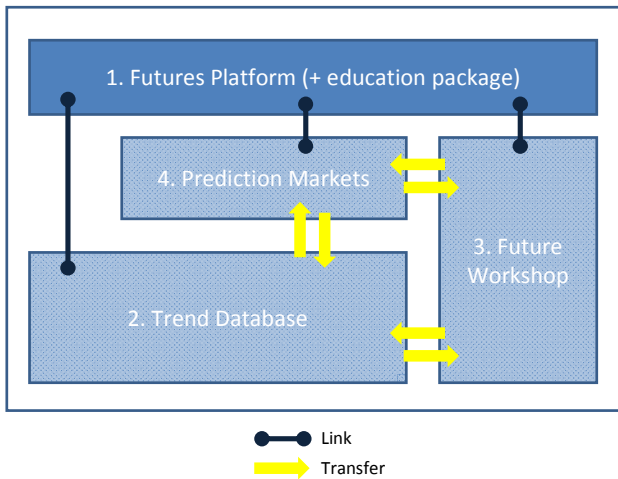 1. Futures Platform (+ education package)
4. Prediction Markets
3. Future
Workshop
2. Trend Database
Link
Transfer